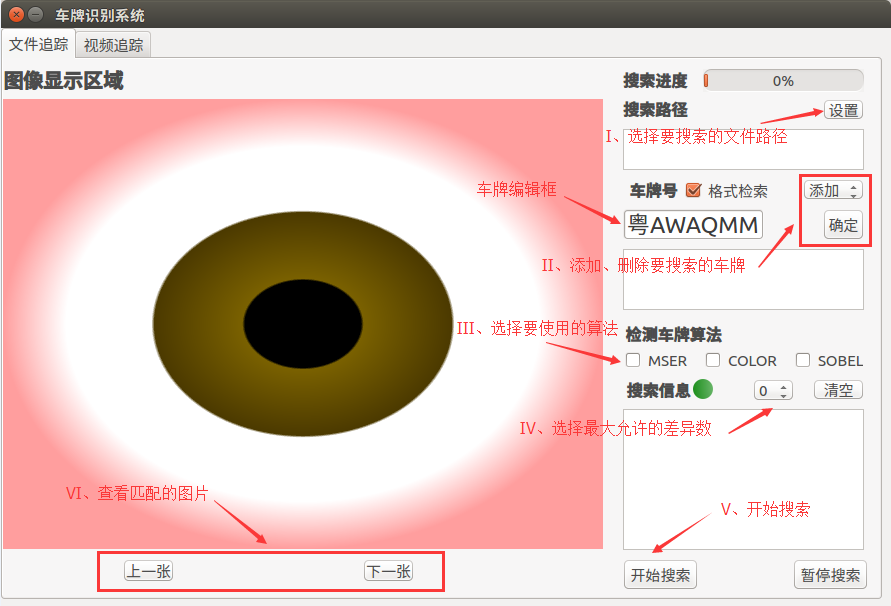 车牌识别系统
文件追踪 视频追踪
图像显示区域
搜索进度 0%
搜索路径 设置
I、选择要搜索的文件路径
车牌编辑框
车牌号 格式检索 添加
粤AWAQMM 确定
II、添加、删除要搜索的车牌
III、选择要使用的算法
检测车牌算法
MSER COLOR SOBEL
搜索信息 0 清空
IV、选择最大允许的差异数
VI、查看匹配的图片
V、开始搜索
上一张 下一张
开始搜索 暂停搜索